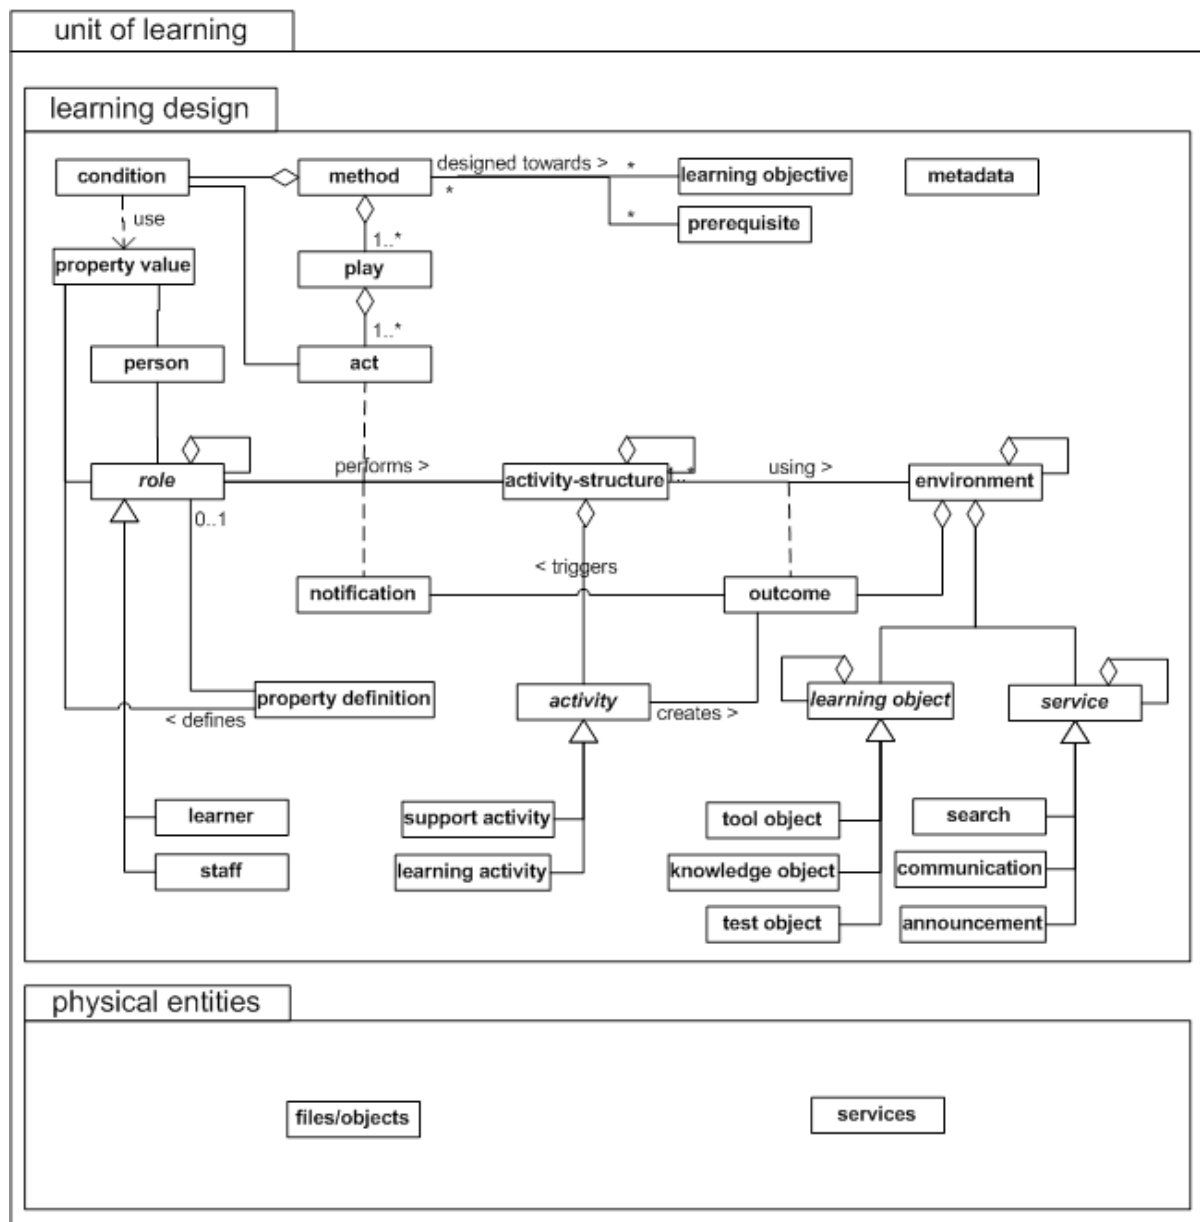 unit of learning
learning design
condition
method
designed towards >
*
*
learning objective
metadata
use
*
prerequisite
1..*
property value
play
1..*
person
act
role
performs >
activity-structure
using >
environment
0..1
< triggers
notification
outcome
property definition
< defines
activity
creates >
learning object
service
learner
support activity
tool object
search
staff
learning activity
knowledge object
communication
test object
announcement
physical entities
files/objects
services